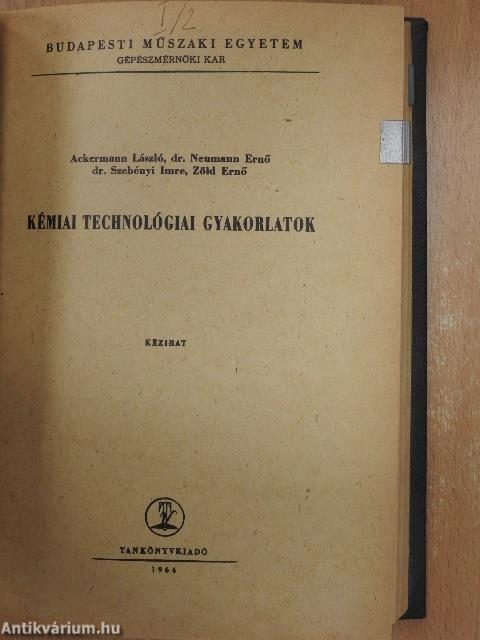 I/2
BUDAPESTI MŰSZAKI EGYETEM
GÉPÉSZMÉRNÖKI KAR
Ackermann László, dr. Neumann Ernő
dr. Szebényi Imre, Zöld Ernő
KÉMIAI TECHNOLÓGIAI GYAKORLATOK
KÉZIRAT
TANKÖNYVKIADÓ
1964
Antikvárium.hu